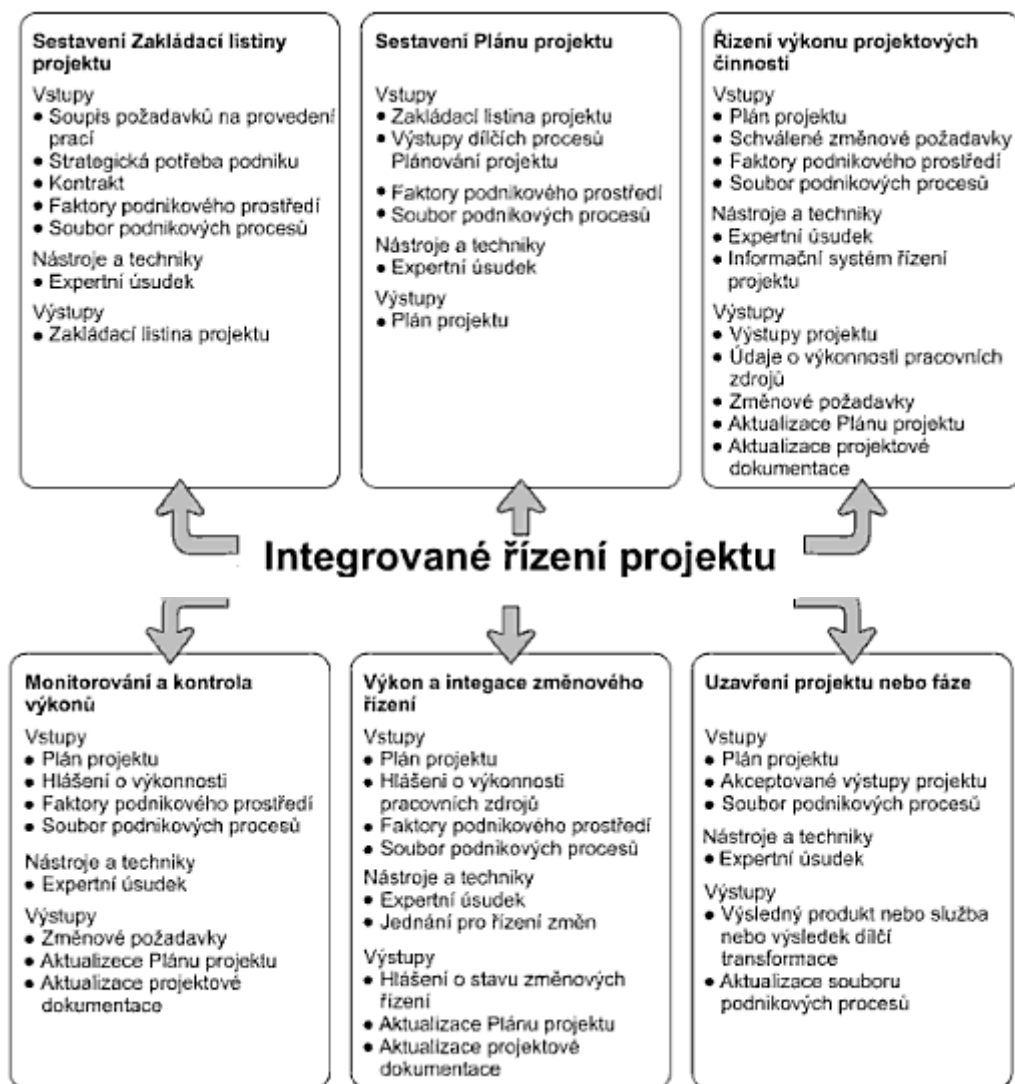 Sestavení Zakládací listiny
projektu
Vstupy
● Soupis požadavků na provedení
prací
● Strategická potřeba podniku
● Kontrakt
● Faktory podnikového prostředí
● Soubor podnikových procesů
Nástroje a techniky
● Expertní úsudek
Výstupy
● Zakládací listina projektu
Sestavení Plánu projektu
Vstupy
● Zakládací listina projektu
● Výstupy dílčích procesů
Plánování projektu
● Faktory podnikového prostředí
● Soubor podnikových procesů
Nástroje a techniky
● Expertní úsudek
Výstupy
● Plán projektu
Řizení výkonu projektových
činností
Vstupy
● Plán projektu
● Schválené změnové požadavky
● Faktory podnikového prostředí
● Soubor podnikových procesů
Nástroje a techniky
● Expertní úsudek
● Informační systém řízení
projektu
Výstupy
● Výstupy projektu
● Údaje o výkonnosti pracovních
zdrojů
● Změnové požadavky
● Aktualizace Plánu projektu
● Aktualizace projektové
dokumentace
Integrované řízení projektu
Monitorování a kontrola
výkonů
Vstupy
● Plán projektu
● Hlášení o výkonnosti
● Faktory podnikového prostředí
● Soubor podnikových procesů
Nástroje a techniky
● Expertní úsudek
Výstupy
● Změnové požadavky
● Aktualizece Plánu projektu
● Aktualizace projektové
dokumentace
Výkon a integace změnového
řízení
Vstupy
● Plán projektu
● Hlášeni o výkonnosti
pracovních zdrojů
● Faktory podnikového prostředí
● Soubor podnikových procesů
Nástroje a techniky
● Expertní úsudek
● Jednání pro řízení změn
Výstupy
● Hlášení o stavu změnových
řízení
● Aktualizace Plánu projektu
● Aktualizace projektové
dokumentace
Uzavření projektu nebo fáze
Vstupy
● Plán projektu
● Akceptované výstupy projektu
● Soubor podnikových procesů
Nástroje a techniky
● Expertní úsudek
Výstupy
● Výsledný produkt nebo služba
nebo výsledek dílčí
transformace
● Aktualizace souboru
podnikových procesů